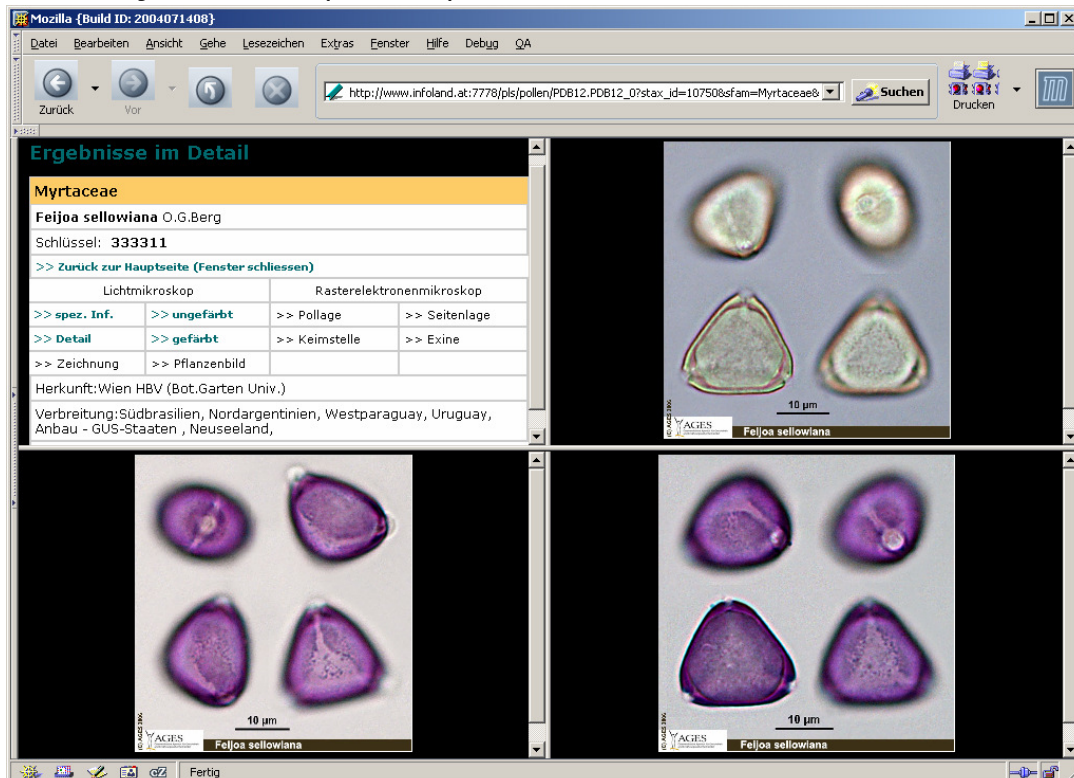 Mozilla {Build ID: 2004071408}
Datei Bearbeiten Ansicht Gehe Lesezeichen Extras Fenster Hilfe Debug QA
Zurück Vor http://www.infoland.at:7778/pls/pollen/PDB12.PDB12_0?stax_id=10750&sfam=Myrtaceae& Suchen Drucken
Ergebnisse im Detail
Myrtaceae
Feijoa sellowiana O.G.Berg
Schlüssel: 333311
>> Zurück zur Hauptseite (Fenster schliessen)
Lichtmikroskop Rasterelektronenmikroskop
>> spez. Inf. >> ungefärbt >> Pollage >> Seitenlage
>> Detail >> gefärbt >> Keimstelle >> Exine
>> Zeichnung >> Pflanzenbild
Herkunft:Wien HBV (Bot.Garten Univ.)
Verbreitung:Südbrasilien, Nordargentinien, Westparaguay, Uruguay,
Anbau - GUS-Staaten , Neuseeland,
10 µm
AGES
Feijoa sellowiana
10 µm
AGES
Feijoa sellowiana
10 µm
AGES
Feijoa sellowiana
Fertig